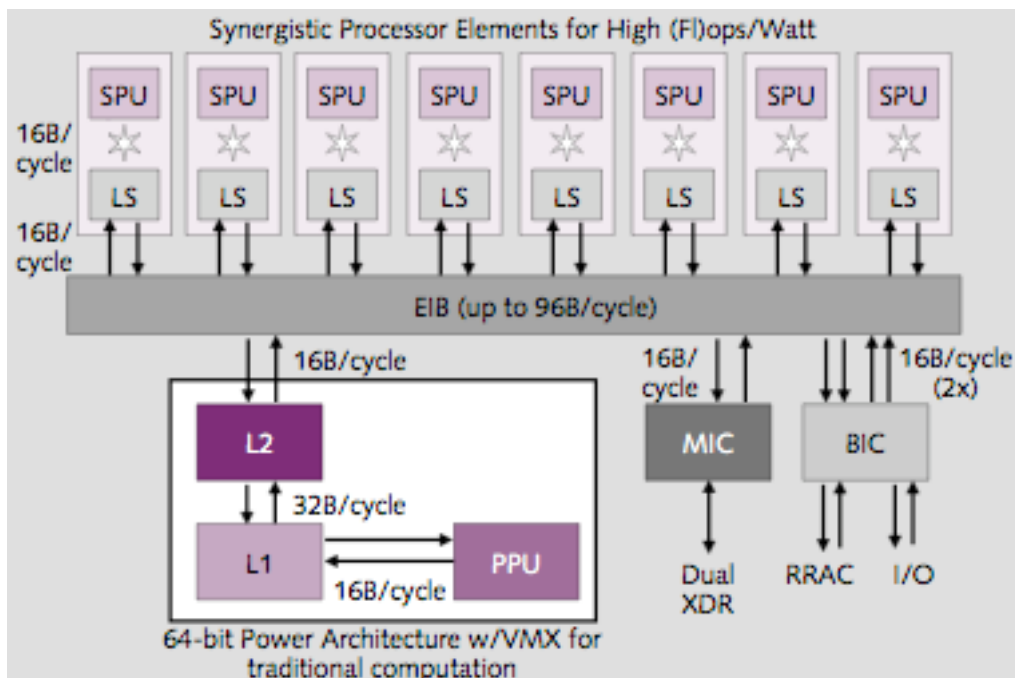 Synergistic Processor Elements for High (Fl)ops/Watt
SPU SPU SPU SPU SPU SPU SPU SPU
16B/
cycle
LS LS LS LS LS LS LS LS
16B/
cycle
EIB (up to 96B/cycle)
16B/cycle
16B/
cycle
16B/cycle
(2x)
L2
MIC
BIC
32B/cycle
L1
PPU
16B/cycle
Dual
XDR
RRAC
I/O
64-bit Power Architecture w/VMX for
traditional computation